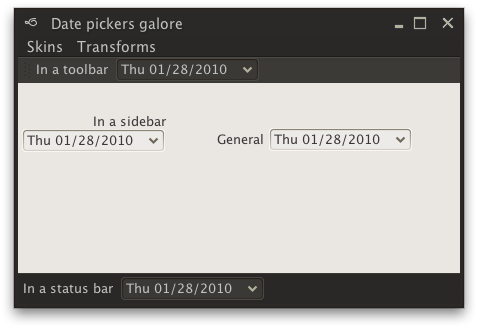 Date pickers galore
Skins Transforms
In a toolbar Thu 01/28/2010
In a sidebar
Thu 01/28/2010
General Thu 01/28/2010
In a status bar Thu 01/28/2010